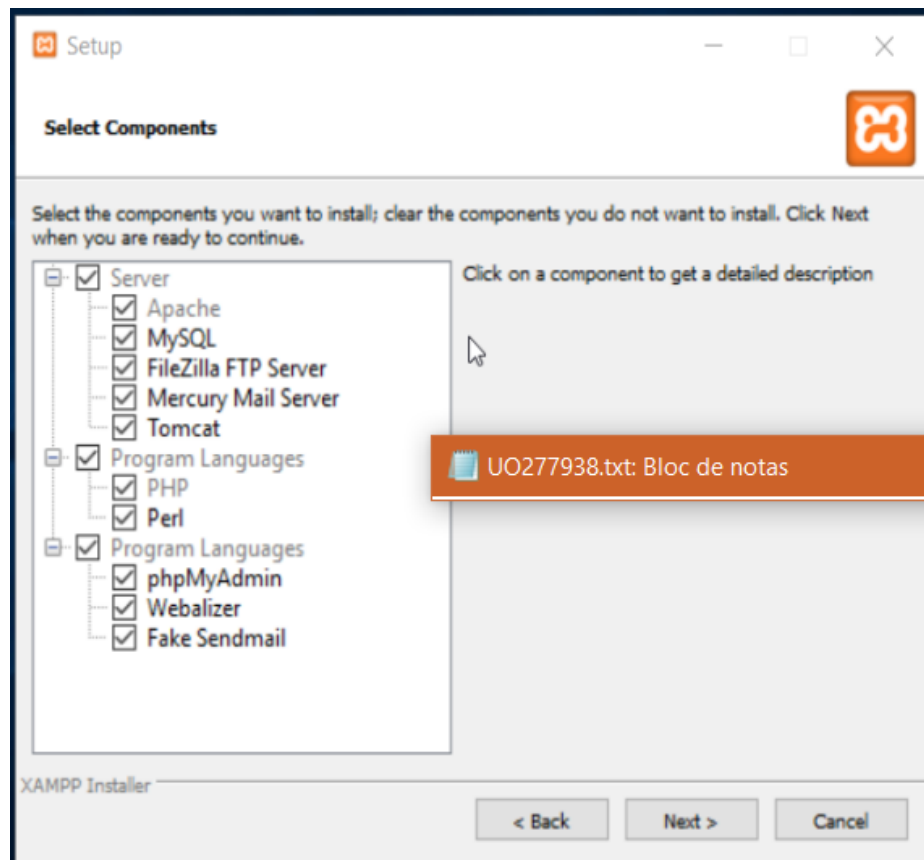 Setup
Select Components
Select the components you want to install; clear the components you do not want to install. Click Next
when you are ready to continue.
Server
Apache
MySQL
FileZilla FTP Server
Mercury Mail Server
Tomcat
Program Languages
PHP
Perl
Program Languages
phpMyAdmin
Webalizer
Fake Sendmail
Click on a component to get a detailed description
UO277938.txt: Bloc de notas
XAMPP Installer
< Back
Next >
Cancel